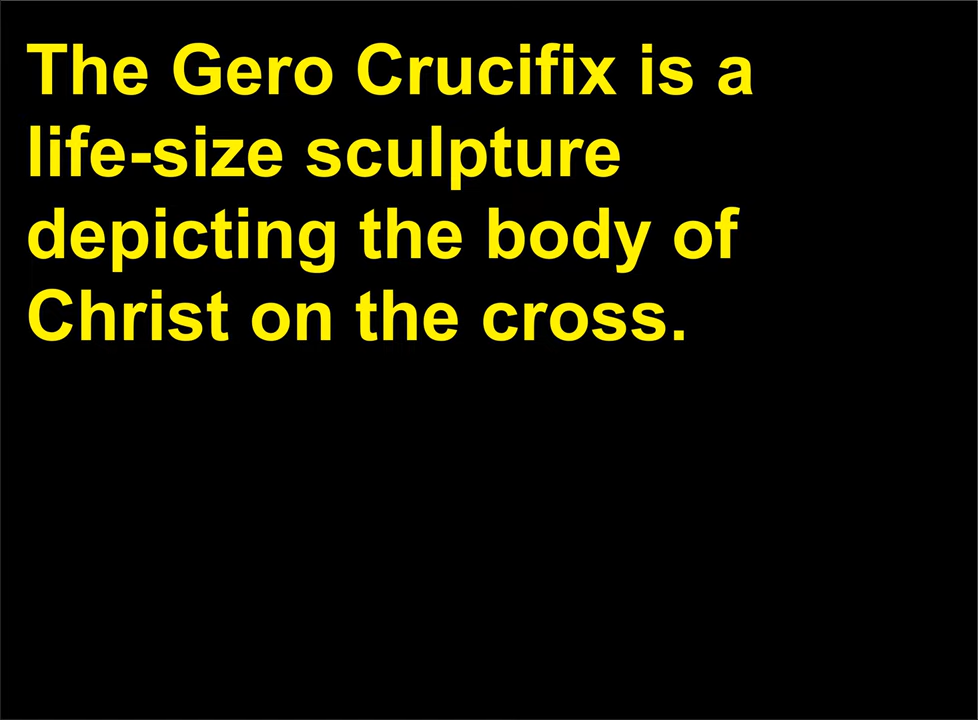 The Gero Crucifix is a
life-size sculpture
depicting the body of
Christ on the cross.